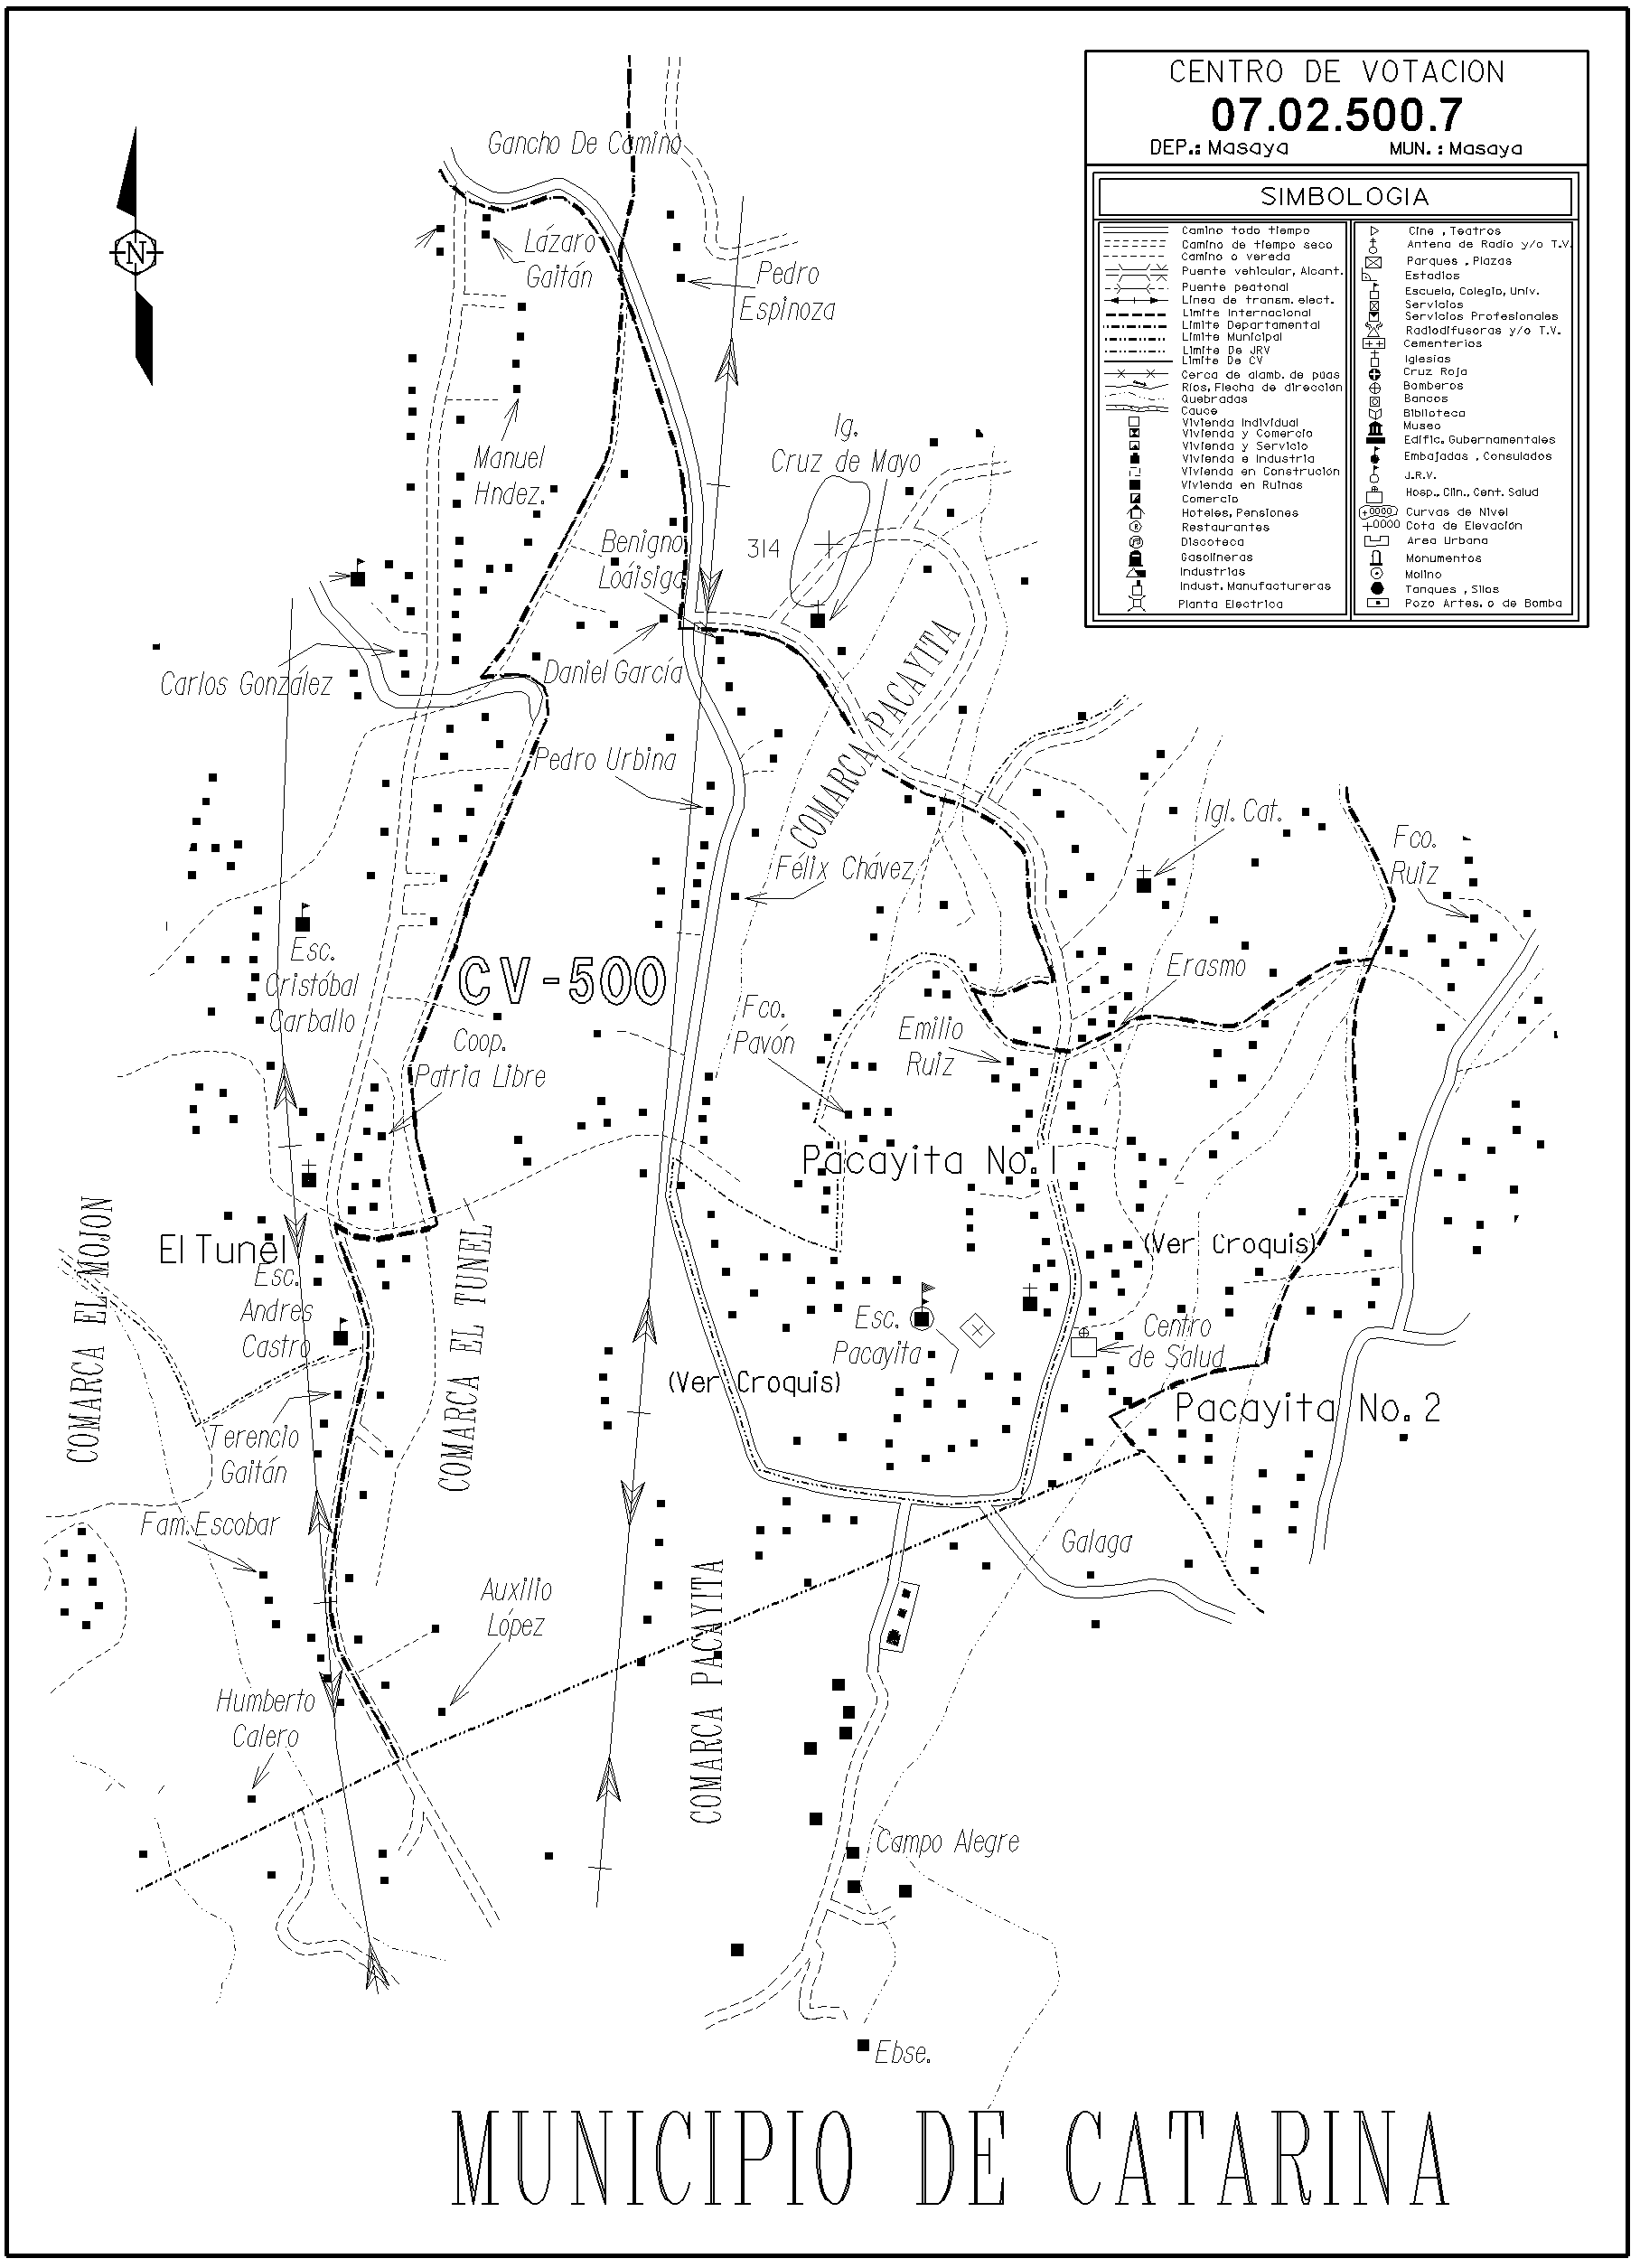 CENTRO DE VOTACION
07.02.500.7
DEP.: Masaya
MUN.: Masaya
SIMBOLOGIA
Camino todo tiempo
Camino de tiempo seco
Camino o vereda
Puente vehicular, Alcant.
Puente peatonal
Linea de transm. elect.
Limite Internacional
Limite Departamental
Limite Municipal
Limite De JRV
Limite De CV
Cerca de alamb. de púas
Ríos, Flecha de dirección
Quebradas
Cauce
Vivienda Individual
Vivienda y Comercio
Vivienda y Servicio
Vivienda e Industria
Vivienda en Construcion
Vivienda en Ruinas
Comercio
Hoteles, Pensiones
Restaurantes
Discoteca
Gasolineras
Industrias
Indust. Manufactureras
Planta Electrica
Cine , Teatros
Antena de Radio y/o T.V.
Parques , Plazas
Estadios
Escuela, Colegio, Univ.
Servicios
Servicios Profesionales
Radiodifusoras y/o T.V.
Cementerios
Iglesias
Cruz Roja
Bomberos
Bancos
Biblioteca
Museo
Edific. Gubernamentales
Embajadas , Consulados
J.R.V.
Hosp., Clin., Cent. Salud
+0000
Curvas de Nivel
+0000 Cota de Elevación
Area Urbana
Monumentos
Molino
Tanques , Silos
Pozo Artes. o de Bomba
N
Gancho De Camino
Lázaro
Gaitán
Pedro
Espinoza
Manuel
Hndez.
Ig.
Cruz de Mayo
314
Benigno
Loáisiga
Daniel García
Carlos González
Pedro Urbina
COMARCA PACAYITA
Félix Chávez
Igl. Cat.
Fco.
Ruiz
Esc.
Cristóbal
Carballo
CV-500
Coop.
Patria Libre
Fco.
Pavón
Emilio
Ruiz
Erasmo
Pacayita No. 1
(Ver Croquis)
El Tunel
Esc.
Andres
Castro
COMARCA EL MOJON
COMARCA EL TUNEL
Esc.
Pacayita
Centro
de Salud
(Ver Croquis)
Pacayita No. 2
Terencio
Gaitán
Fam. Escobar
Galaga
Auxilio
López
COMARCA PACAYITA
Humberto
Calero
Campo Alegre
Ebse.
MUNICIPIO DE CATARINA